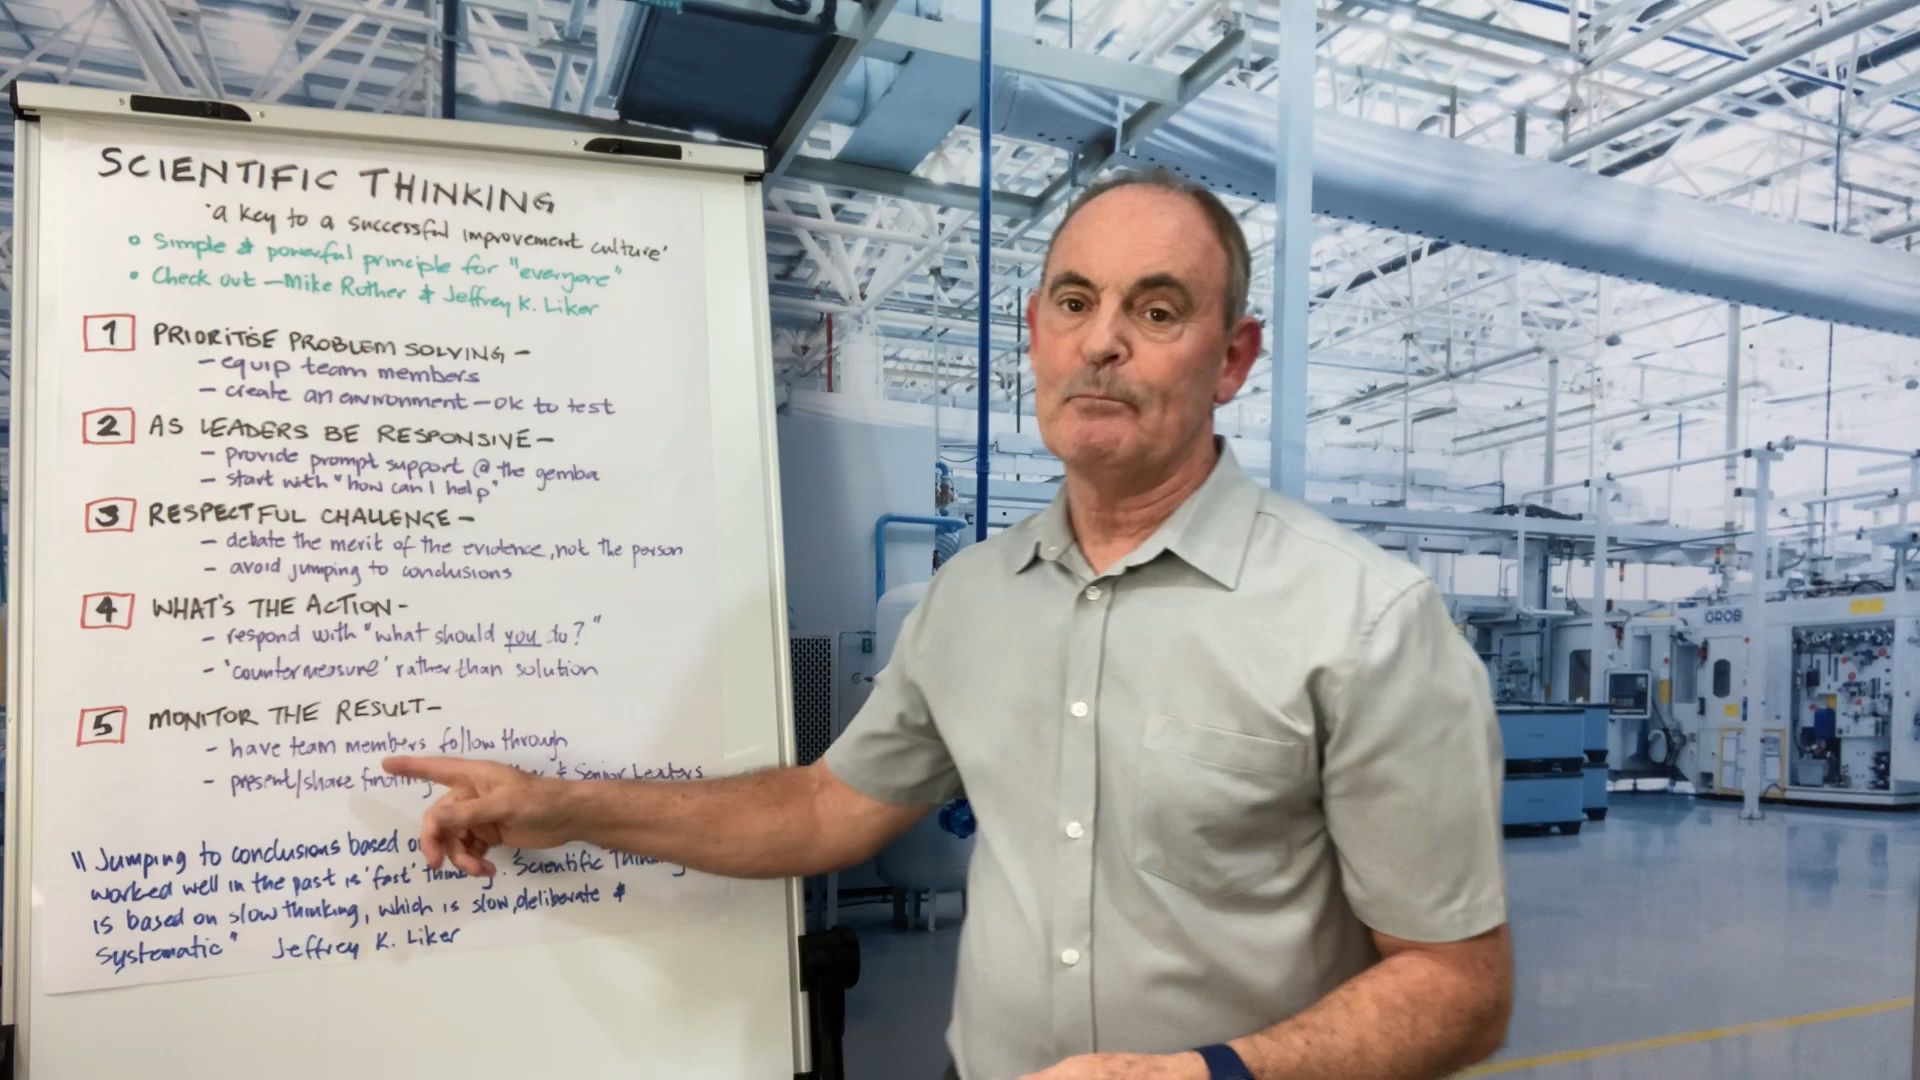 SCIENTIFIC THINKING
'a key to a successful improvement culture'
• Simple & powerful principle for "everyone"
• Check out - Mike Rother & Jeffrey K. Liker
1 PRIORITISE PROBLEM SOLVING -
- equip team members
- create an environment - ok to test
2 AS LEADERS BE RESPONSIVE -
- provide prompt support @ the gemba
- start with "how can I help"
3 RESPECTFUL CHALLENGE -
- debate the merit of the evidence, not the person
- avoid jumping to conclusions
4 WHAT'S THE ACTION -
- respond with "what should you do?"
- 'countermeasure' rather than solution
5 MONITOR THE RESULT -
- have team members follow through
- present/share & Senior Leaders
"Jumping to conclusions based
worked well in the past is 'fast' . Scientific
is based on slow thinking, which is slow, deliberate &
systematic" Jeffrey K. Liker
GROB